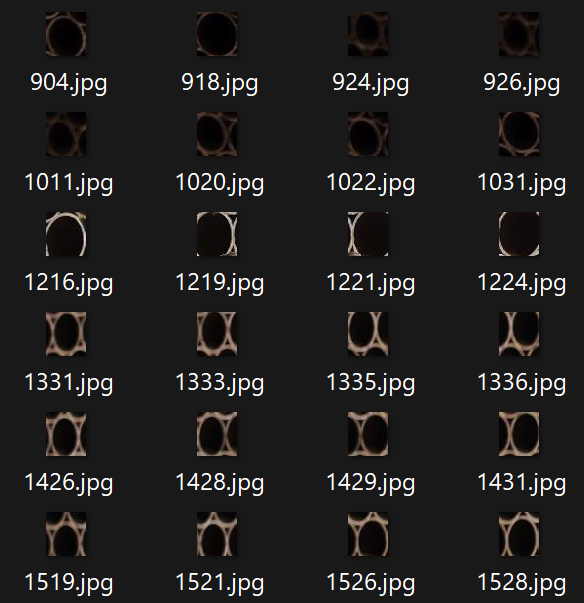 904.jpg 918.jpg 924.jpg 926.jpg
1011.jpg 1020.jpg 1022.jpg 1031.jpg
1216.jpg 1219.jpg 1221.jpg 1224.jpg
1331.jpg 1333.jpg 1335.jpg 1336.jpg
1426.jpg 1428.jpg 1429.jpg 1431.jpg
1519.jpg 1521.jpg 1526.jpg 1528.jpg